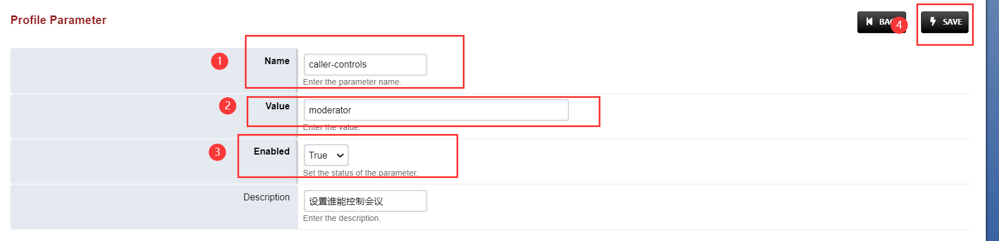 Profile Parameter
BAC
4
SAVE
1
Name
caller-controls
Enter the parameter name.
2
Value
moderator
Enter the value.
3
Enabled
True
Set the status of the parameter.
Description
设置谁能控制会议
Enter the description.